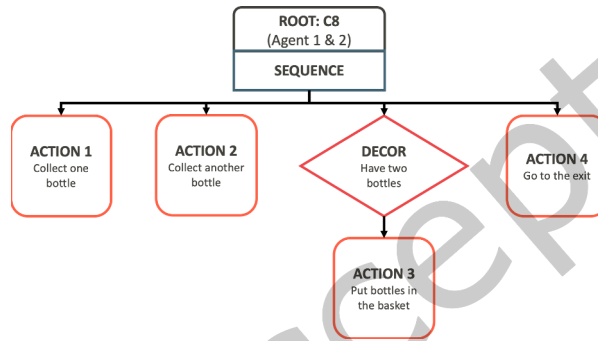 ROOT: C8
(Agent 1 & 2)
SEQUENCE
ACTION 1
Collect one
bottle
ACTION 2
Collect another
bottle
DECOR
Have two
bottles
ACTION 4
Go to the exit
ACTION 3
Put bottles in
the basket